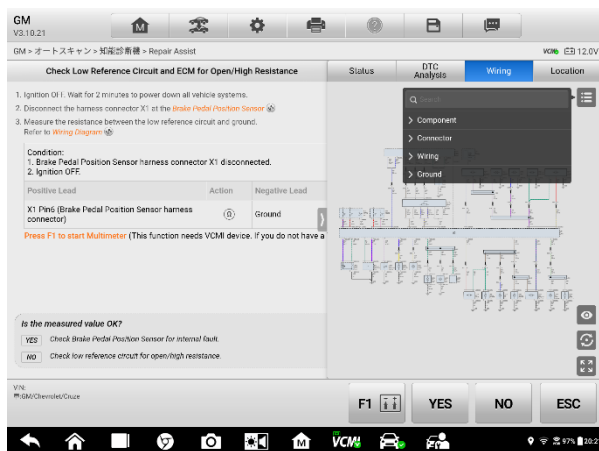 GM
V3.10.21
GM > オートスキャン > 知能診断機 > Repair Assist
VCMI
12.0V
Check Low Reference Circuit and ECM for Open/High Resistance
Status
DTC Analysis
Wiring
Location
1. Ignition OFF. Wait for 2 minutes to power down all vehicle systems.
2. Disconnect the harness connector X1 at the Brake Pedal Position Sensor
3. Measure the resistance between the low reference circuit and ground.
Refer to Wiring Diagram
Condition:
1. Brake Pedal Position Sensor harness connector X1 disconnected.
2. Ignition OFF.
Positive Lead Action Negative Lead
X1 Pin6 (Brake Pedal Position Sensor harness
connector) Ω Ground
Press F1 to start Multimeter (This function needs VCMI device. If you do not have a
Search
> Component
> Connector
> Wiring
> Ground
Is the measured value OK?
YES Check Brake Pedal Position Sensor for internal fault.
NO Check low reference circuit for open/high resistance.
VIN:
GM/Chevrolet/Cruze
F1
YES
NO
ESC
VCMI
97%
20:2